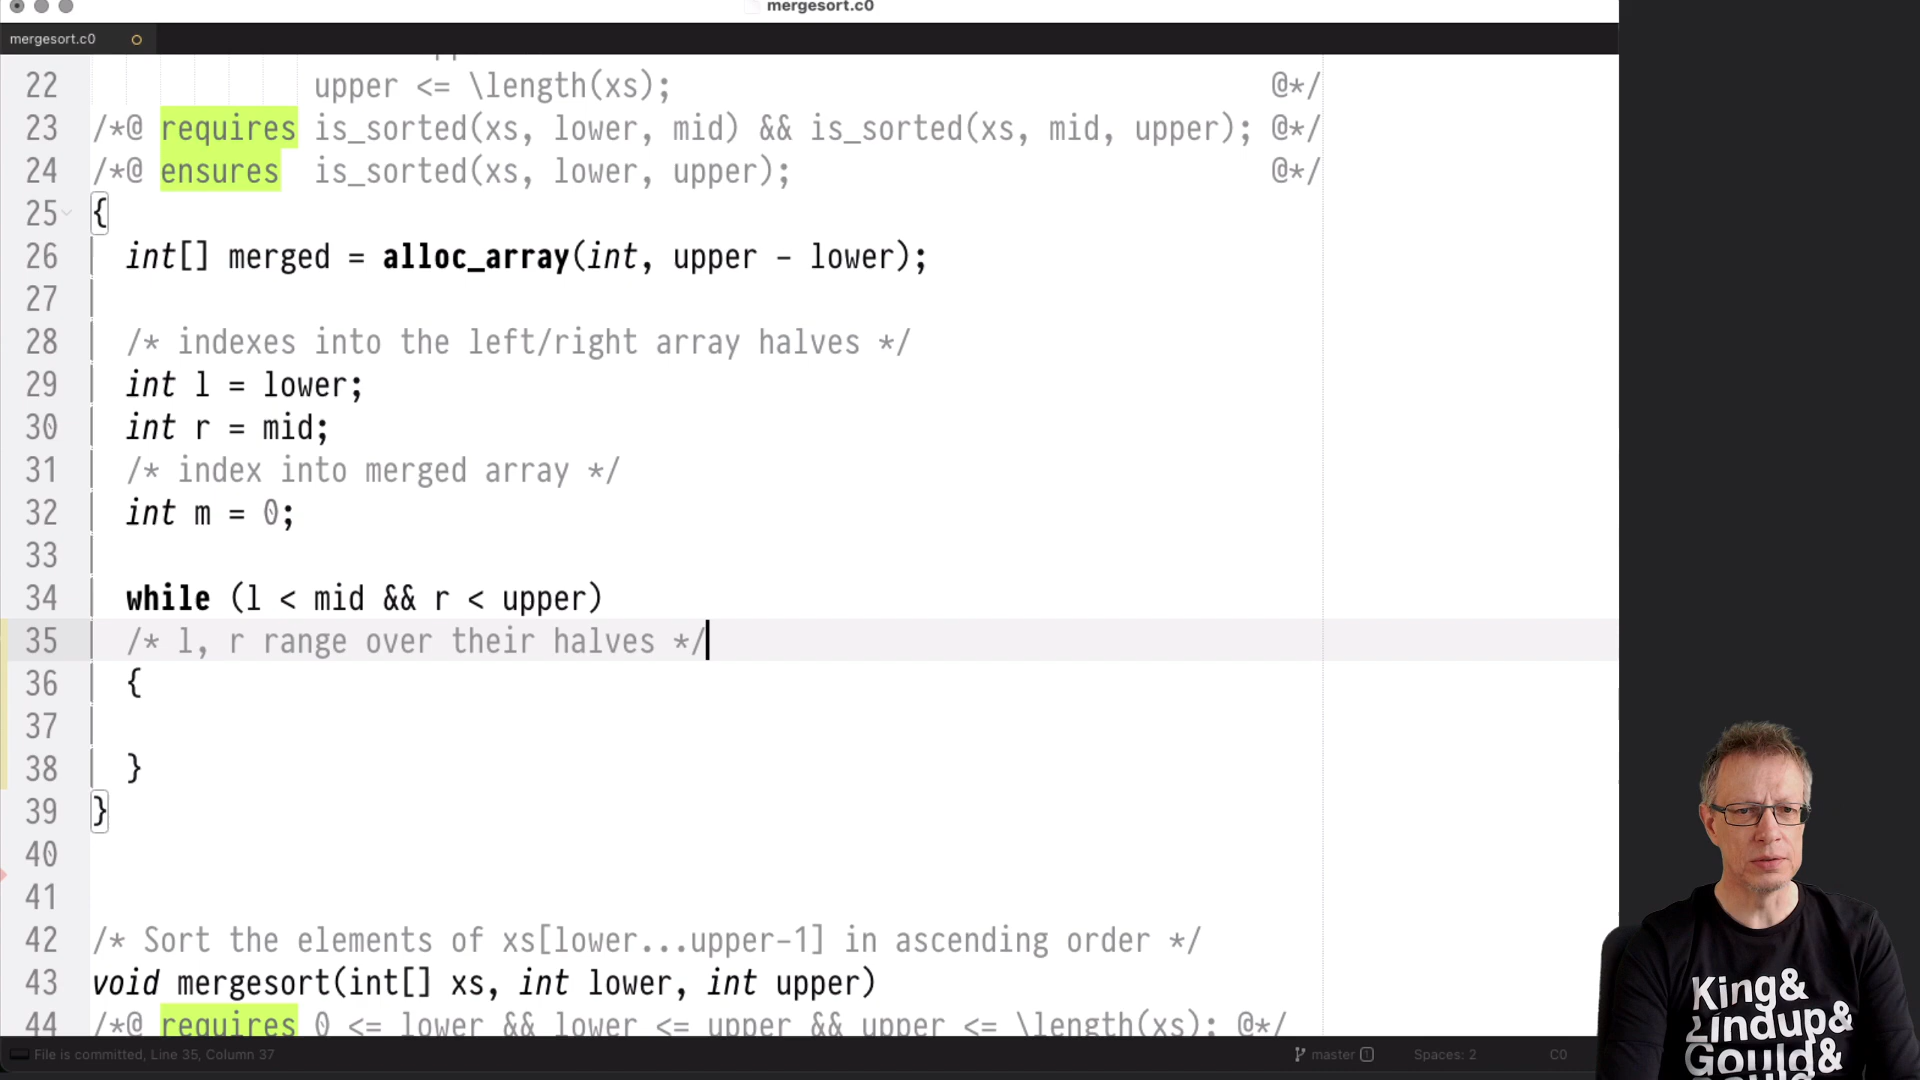 mergesort.c0
mergesort.c0
22 upper <= \length(xs); @*/
23 /*@ requires is_sorted(xs, lower, mid) && is_sorted(xs, mid, upper); @*/
24 /*@ ensures is_sorted(xs, lower, upper); @*/
25 {
26 int[] merged = alloc_array(int, upper - lower);
27
28 /* indexes into the left/right array halves */
29 int l = lower;
30 int r = mid;
31 /* index into merged array */
32 int m = 0;
33
34 while (l < mid && r < upper)
35 /* l, r range over their halves */
36 {
37
38 }
39 }
40
41
42 /* Sort the elements of xs[lower...upper-1] in ascending order */
43 void mergesort(int[] xs, int lower, int upper)
44 /*@ requires 0 <= lower && lower <= upper && upper <= \length(xs); @*/
File is committed, Line 35, Column 37 master 1 Spaces: 2 C0
King&
Lindup&
Gould&